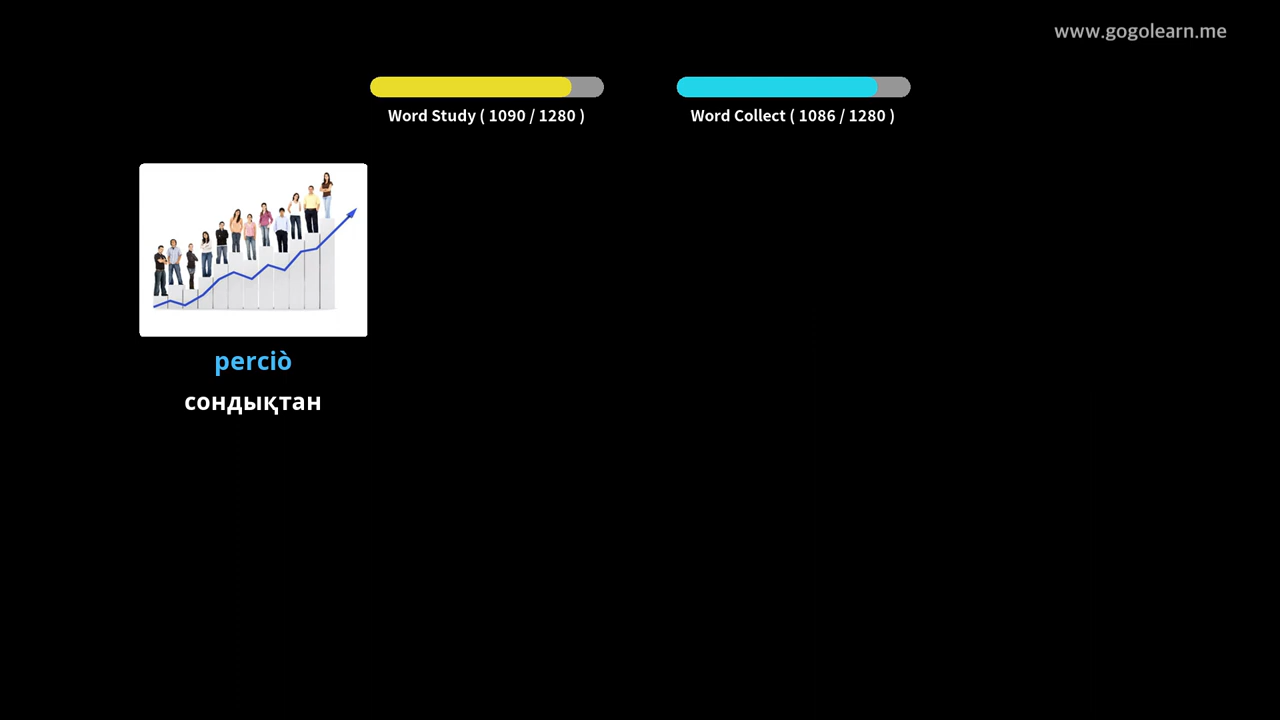 www.gogolearn.me
Word Study ( 1090 / 1280 )
Word Collect ( 1086 / 1280 )
perciò
сондықтан